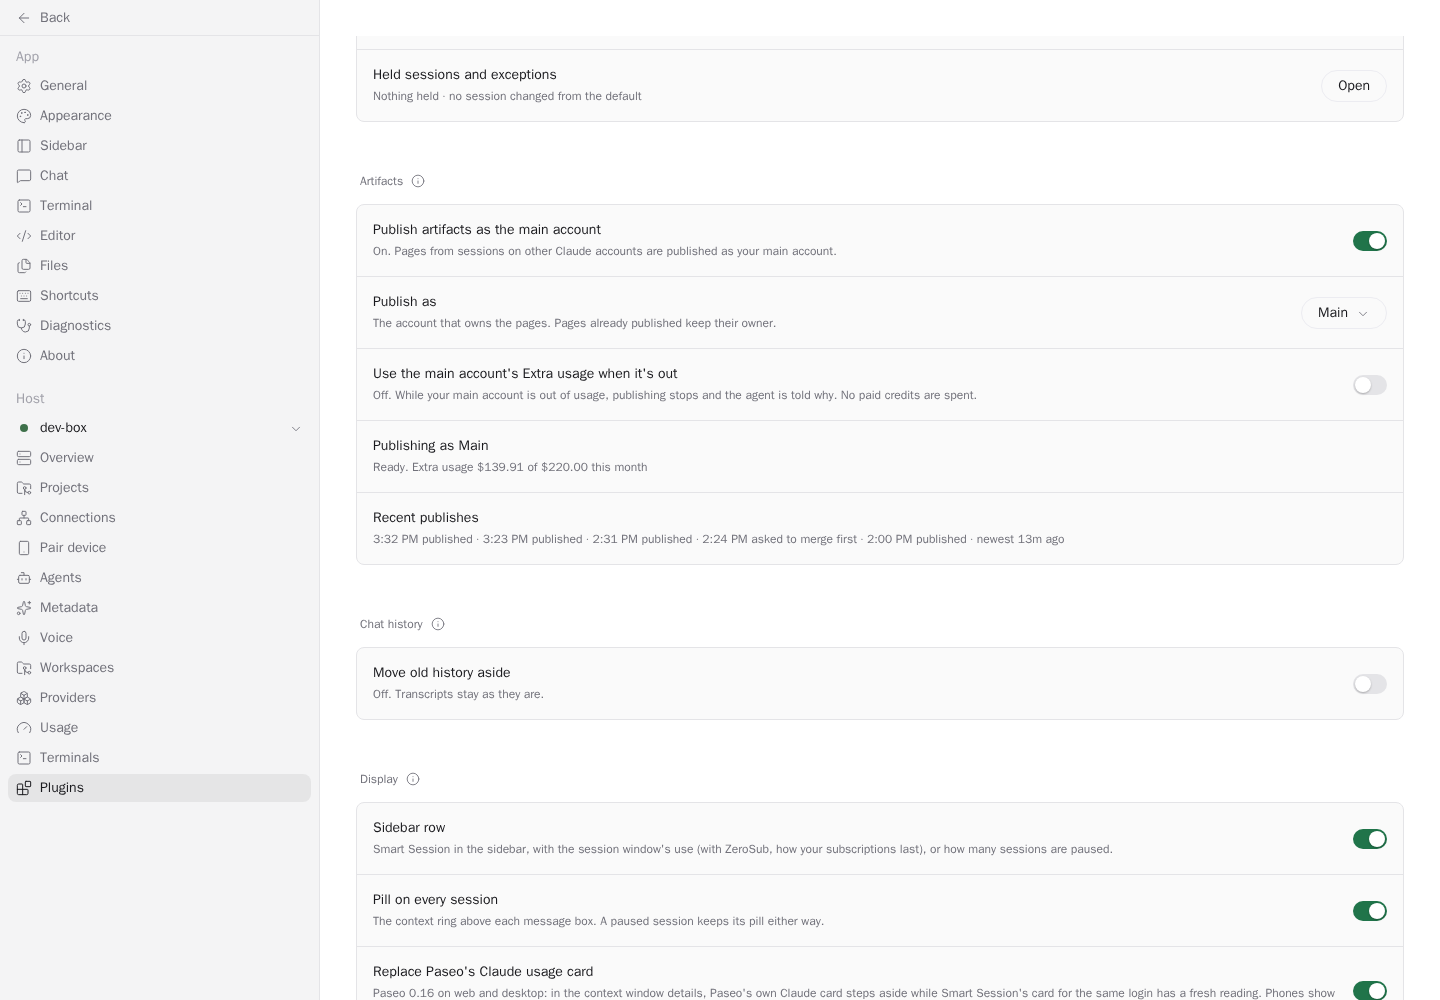 Back
App
General
Appearance
Sidebar
Chat
Terminal
Editor
Files
Shortcuts
Diagnostics
About
Host
dev-box
Overview
Projects
Connections
Pair device
Agents
Metadata
Voice
Workspaces
Providers
Usage
Terminals
Plugins
Held sessions and exceptions
Nothing held · no session changed from the default
Open
Artifacts
Publish artifacts as the main account
On. Pages from sessions on other Claude accounts are published as your main account.
Publish as
The account that owns the pages. Pages already published keep their owner.
Main
Use the main account's Extra usage when it's out
Off. While your main account is out of usage, publishing stops and the agent is told why. No paid credits are spent.
Publishing as Main
Ready. Extra usage $139.91 of $220.00 this month
Recent publishes
3:32 PM published · 3:23 PM published · 2:31 PM published · 2:24 PM asked to merge first · 2:00 PM published · newest 13m ago
Chat history
Move old history aside
Off. Transcripts stay as they are.
Display
Sidebar row
Smart Session in the sidebar, with the session window's use (with ZeroSub, how your subscriptions last), or how many sessions are paused.
Pill on every session
The context ring above each message box. A paused session keeps its pill either way.
Replace Paseo's Claude usage card
Paseo 0.16 on web and desktop: in the context window details, Paseo's own Claude card steps aside while Smart Session's card for the same login has a fresh reading. Phones show